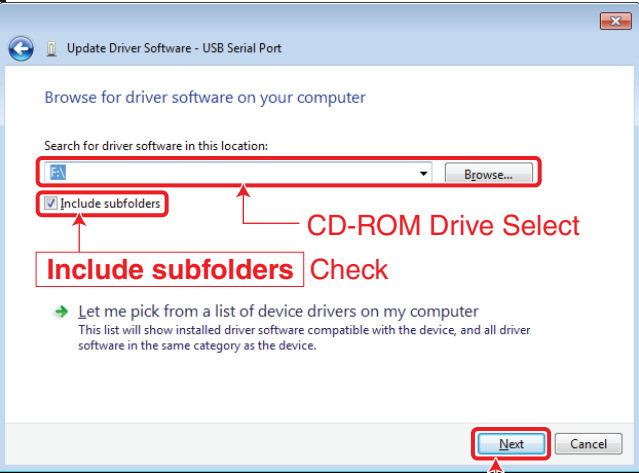 Update Driver Software - USB Serial Port
Browse for driver software on your computer
Search for driver software in this location:
F:\
Browse...
Include subfolders
CD-ROM Drive Select
Include subfolders Check
Let me pick from a list of device drivers on my computer
This list will show installed driver software compatible with the device, and all driver
software in the same category as the device.
Next
Cancel